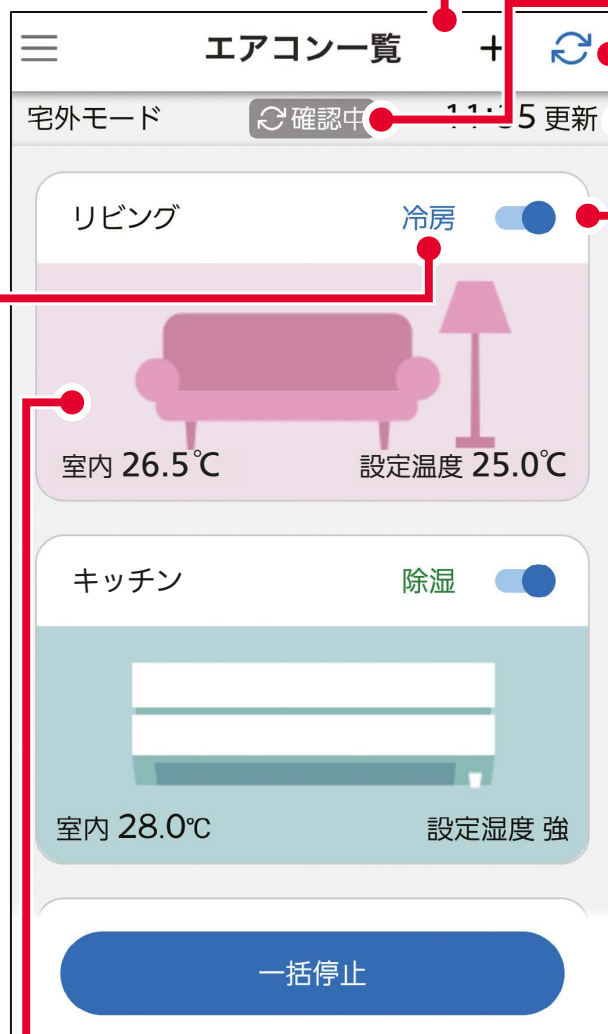 エアコン一覧 +
宅外モード 確認中 11:35 更新
リビング 冷房
室内 26.5℃ 設定温度 25.0℃
キッチン 除湿
室内 28.0℃ 設定湿度 強
一括停止